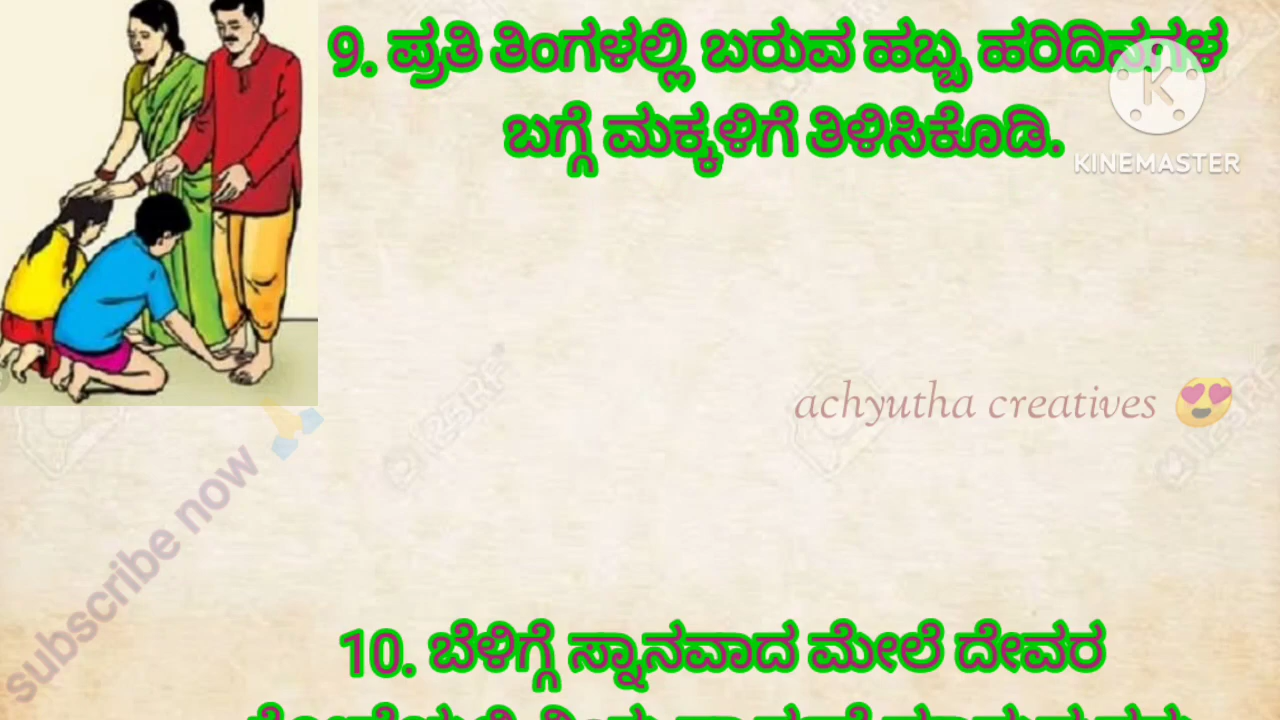 9. ಪ್ರತಿ ತಿಂಗಳಲ್ಲಿ ಬರುವ ಹಬ್ಬ ಹರಿದಿನಗಳ
ಬಗ್ಗೆ ಮಕ್ಕಳಿಗೆ ತಿಳಿಸಿಕೊಡಿ.
KINEMASTER
achyutha creatives 😍
subscribe now 🙏
10. ಬೆಳಿಗ್ಗೆ ಸ್ನಾನವಾದ ಮೇಲೆ ದೇವರ